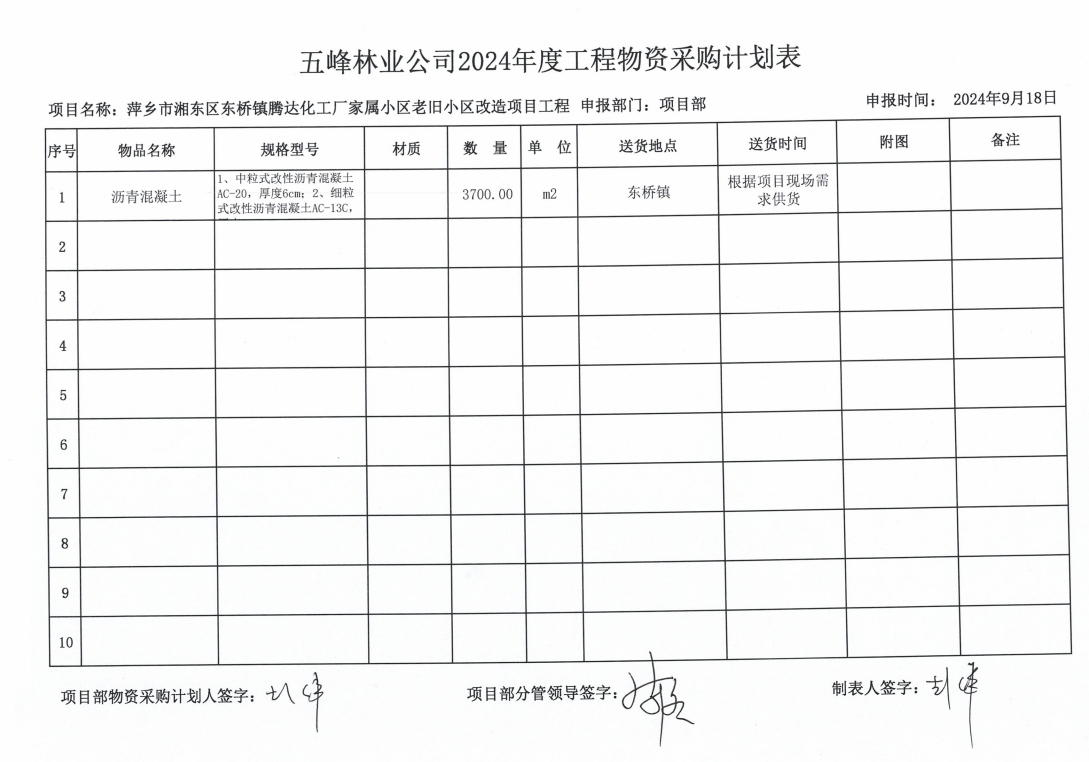 五峰林业公司2024年度工程物资采购计划表
项目名称：萍乡市湘东区东桥镇腾达化工厂家属小区老旧小区改造项目工程 申报部门：项目部 申报时间： 2024年9月18日
序号 物品名称 规格型号 材质 数 量 单 位 送货地点 送货时间 附图 备注
1 沥青混凝土 1、中粒式改性沥青混凝土AC-20，厚度6cm；2、细粒式改性沥青混凝土AC-13C， 3700.00 m2 东桥镇 根据项目现场需求供货
2
3
4
5
6
7
8
9
10
项目部物资采购计划人签字： 项目部分管领导签字： 制表人签字：